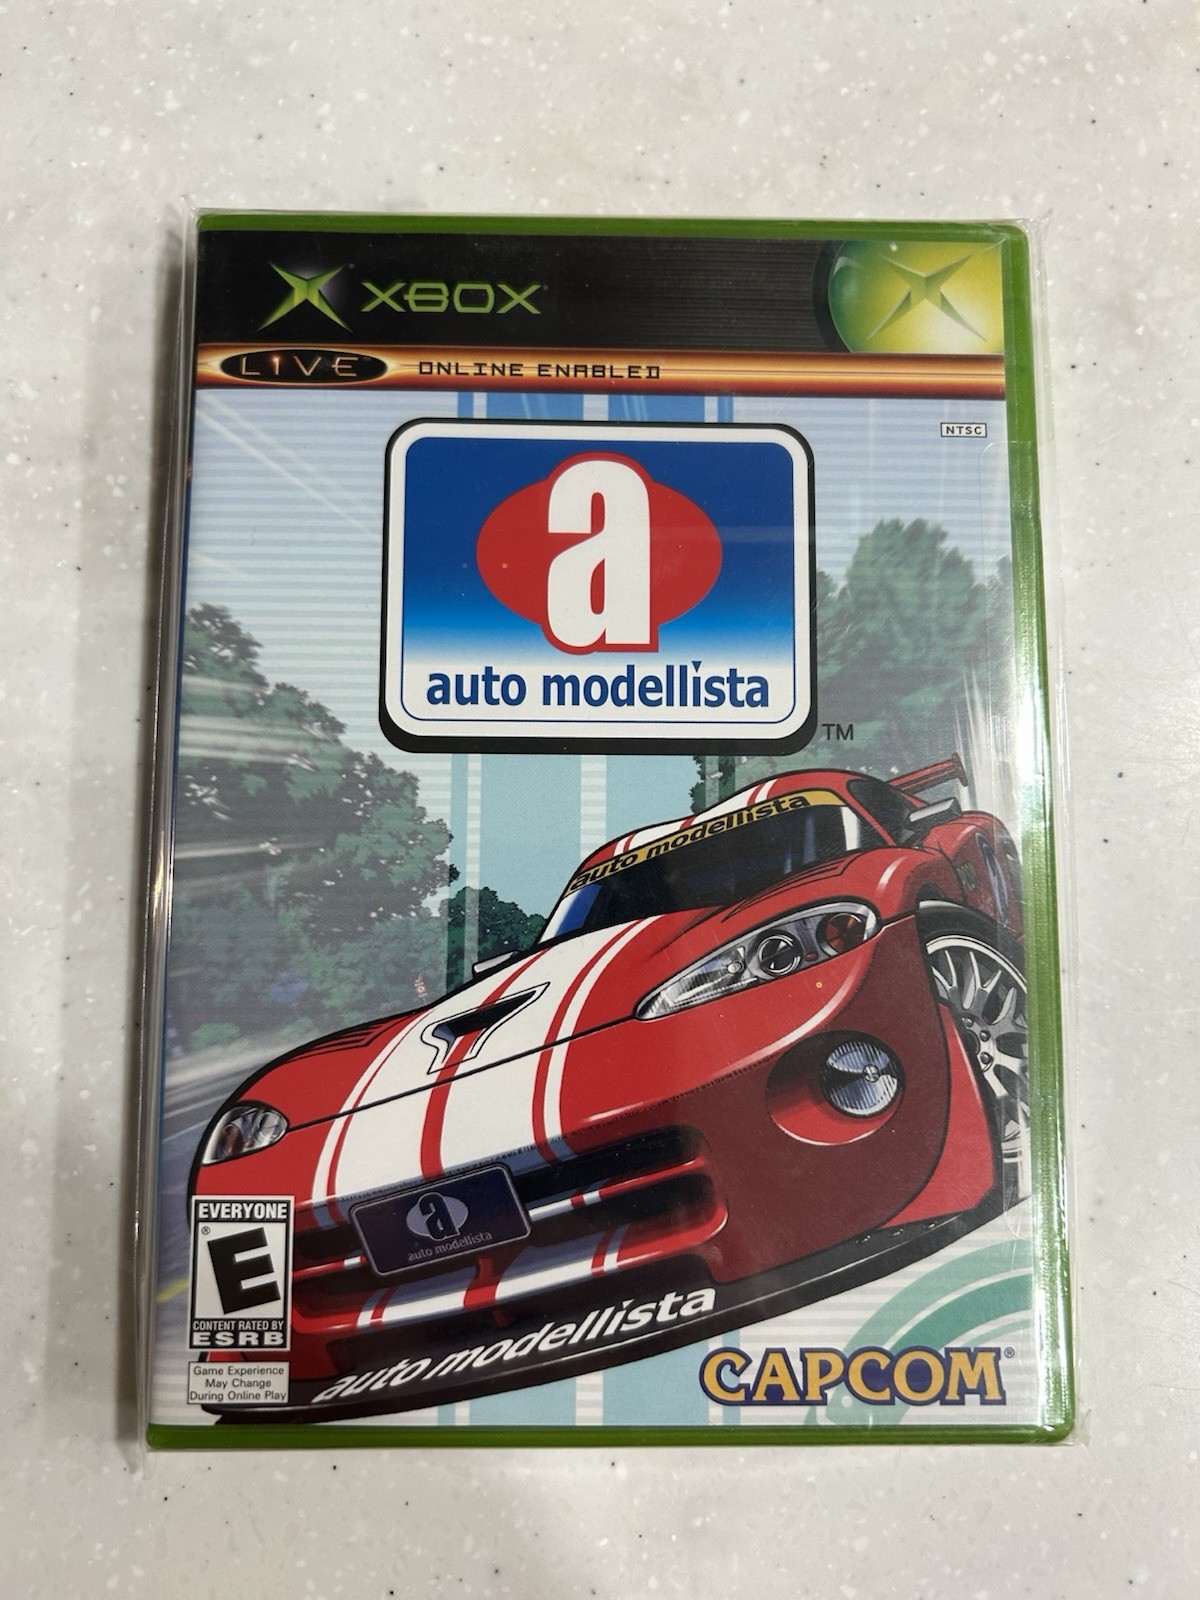 XBOX
LIVE ONLINE ENABLED
NTSC
a
auto modellista
TM
auto modellista
a
auto modellista
auto modellista
EVERYONE
E
®
CONTENT RATED BY
ESRB
Game Experience
May Change
During Online Play
CAPCOM®